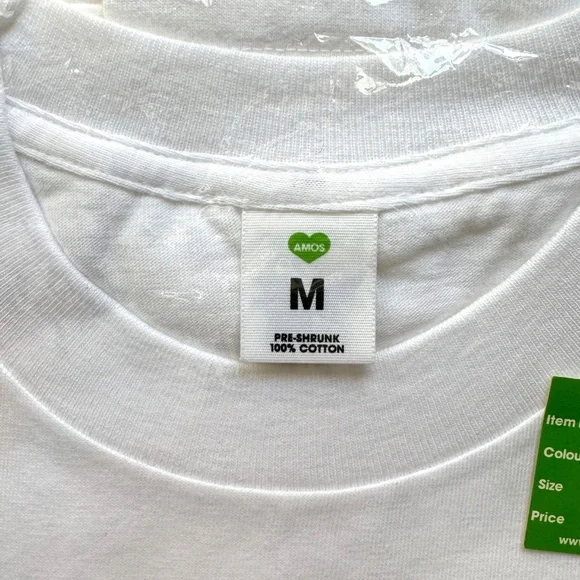 AMOS
M
PRE-SHRUNK
100% COTTON
Item
Colou
Size
Price
www